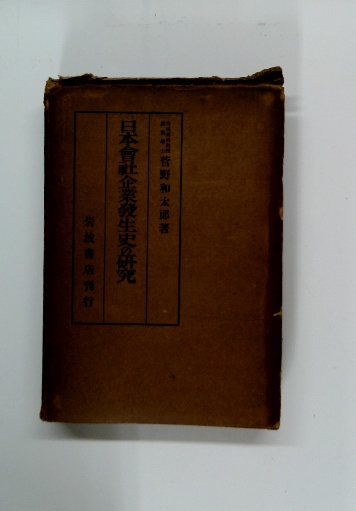 菅野和太郎著
日本會社企業發生史の研究
岩波書店刊行